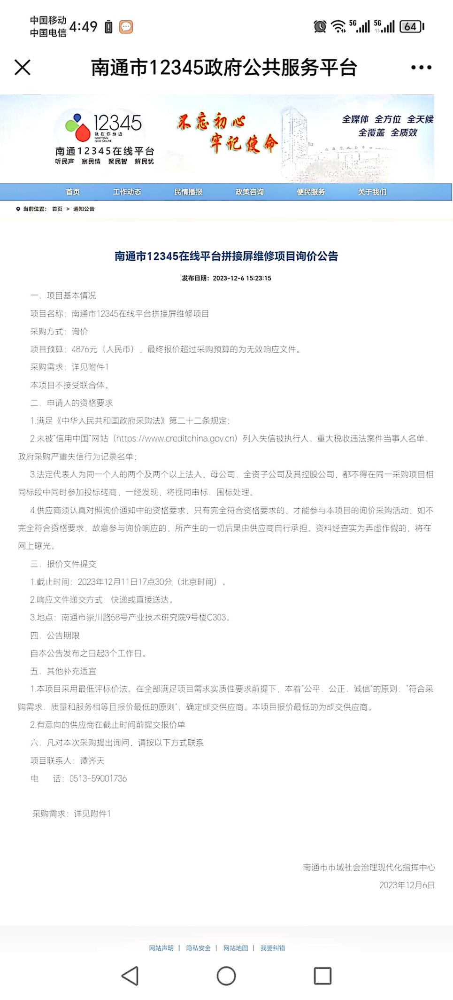 中国移动
中国电信
4:49
5G
5G
64
南通市12345政府公共服务平台
12345
就在你身边
NANTONG
12345 ONLINE
南通12345在线平台
听民声 察民情 聚民智 解民忧
不忘初心
牢记使命
全媒体 全方位 全天候
全覆盖 全质效
首页 工作动态 民情播报 政策咨询 便民服务 关于我们
当前位置： 首页 > 通知公告
南通市12345在线平台拼接屏维修项目询价公告
发布日期：2023-12-6 15:23:15
一、项目基本情况
项目名称：南通市12345在线平台拼接屏维修项目
采购方式：询价
项目预算：4876元（人民币），最终报价超过采购预算的为无效响应文件。
采购需求：详见附件1
本项目不接受联合体。
二、申请人的资格要求
1.满足《中华人民共和国政府采购法》第二十二条规定；
2.未被“信用中国”网站（https://www.creditchina.gov.cn）列入失信被执行人、重大税收违法案件当事人名单、
政府采购严重失信行为记录名单；
3.法定代表人为同一个人的两个及两个以上法人，母公司、全资子公司及其控股公司，都不得在同一采购项目相
同标段中同时参加投标磋商，一经发现，将视同串标、围标处理。
4.供应商须认真对照询价通知中的资格要求，只有完全符合资格要求的，才能参与本项目的询价采购活动；如不
完全符合资格要求，故意参与询价响应的，所产生的一切后果由供应商自行承担。资料经查实为弄虚作假的，将在
网上曝光。
三、报价文件提交
1.截止时间：2023年12月11日17点30分（北京时间）。
2.响应文件递交方式：快递或直接送达。
3.地点：南通市崇川路58号产业技术研究院9号楼C303。
四、公告期限
自本公告发布之日起3个工作日。
五、其他补充适宜
1.本项目采用最低评标价法。在全部满足项目需求实质性要求前提下，本着“公平、公正、诚信”的原则：“符合采
购需求、质量和服务相等且报价最低的原则”，确定成交供应商。本项目报价最低的为成交供应商。
2.有意向的供应商在截止时间前提交报价单
六、凡对本次采购提出询问，请按以下方式联系
项目联系人：谭齐天
电 话：0513-59001736
采购需求：详见附件1
南通市市域社会治理现代化指挥中心
2023年12月6日
网站声明 | 隐私安全 | 网站地图 | 我要纠错